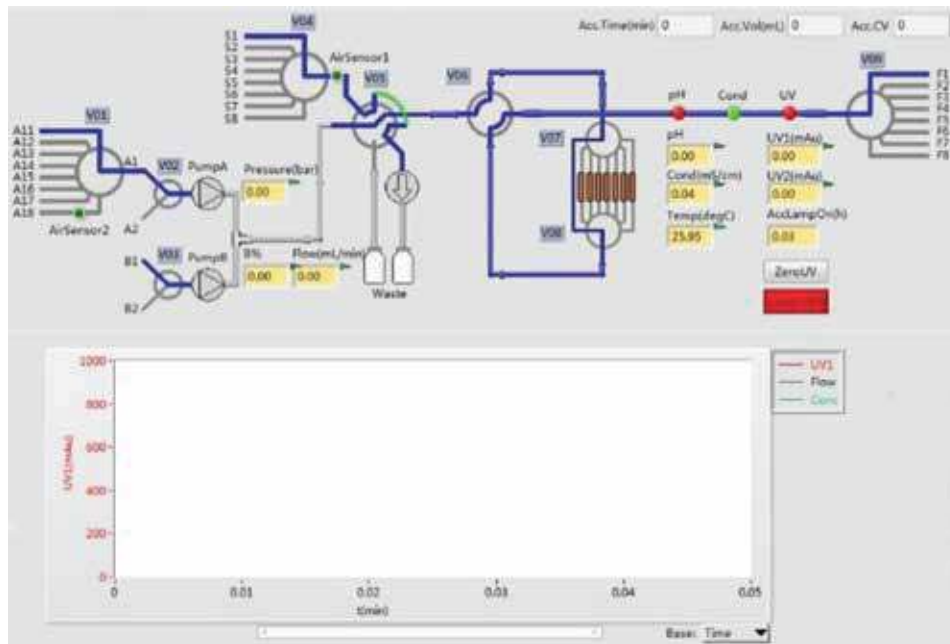 Acc.Time(min) 0 Acc.Vol(mL) 0 Acc.CV 0
V04
S1
S2
S3
S4
S5
S6
S7
S8
AirSensor1
V05
V06
V09
F1
F2
F3
F4
F5
F6
F7
F8
V01
A11
A12
A13
A14
A15
A16
A17
A18
AirSensor2
A1
A2
V02
PumpA
Pressure(bar)
0.00
V03
PumpB
B1
B2
B%
0.00
Flow(mL/min)
0.00
Waste
V07
V08
pH Cond UV
pH
0.00
Cond(mS/cm)
0.04
Temp(degC)
25.95
UV1(mAu)
0.00
UV2(mAu)
0.00
AccLampOn(h)
0.03
ZeroUV
UV1(mAu)
1000
800
600
400
200
0
0 0.01 0.02 0.03 0.04 0.05
t(min)
UV1
Flow
Base: Time